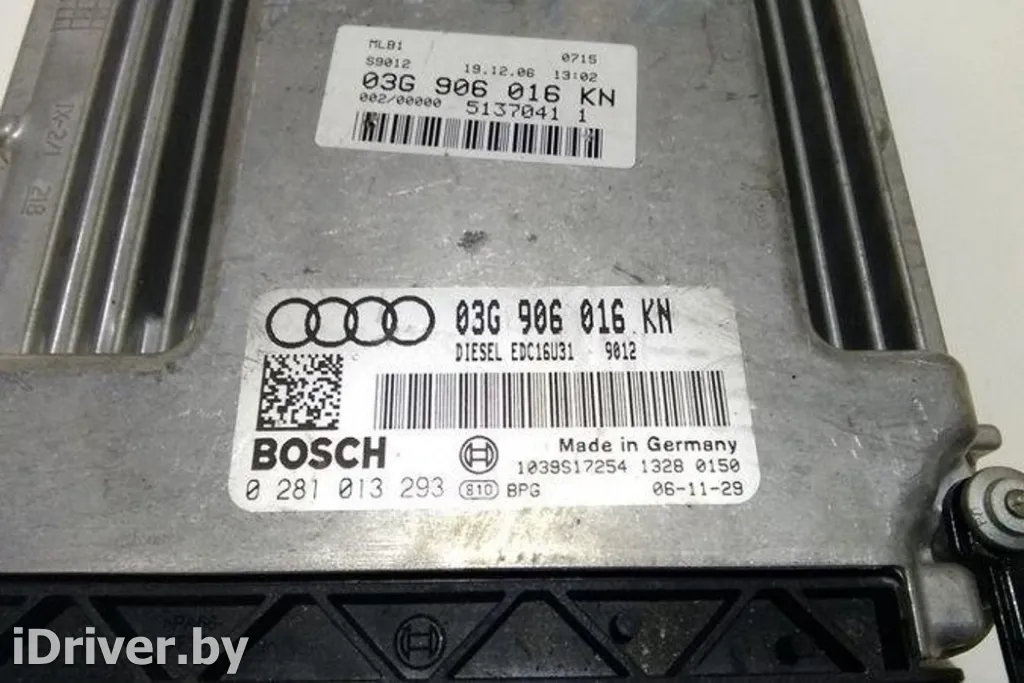 MLB1 0715
S9012 19.12.06 13:02
03G 906 016 KN
002/00000 5137041 1
03G 906 016 KN
DIESEL EDC16U31 9012
BOSCH
Made in Germany
1039S17254 1328 0150
0 281 013 293 810 BPG 06-11-29
iDriver.by